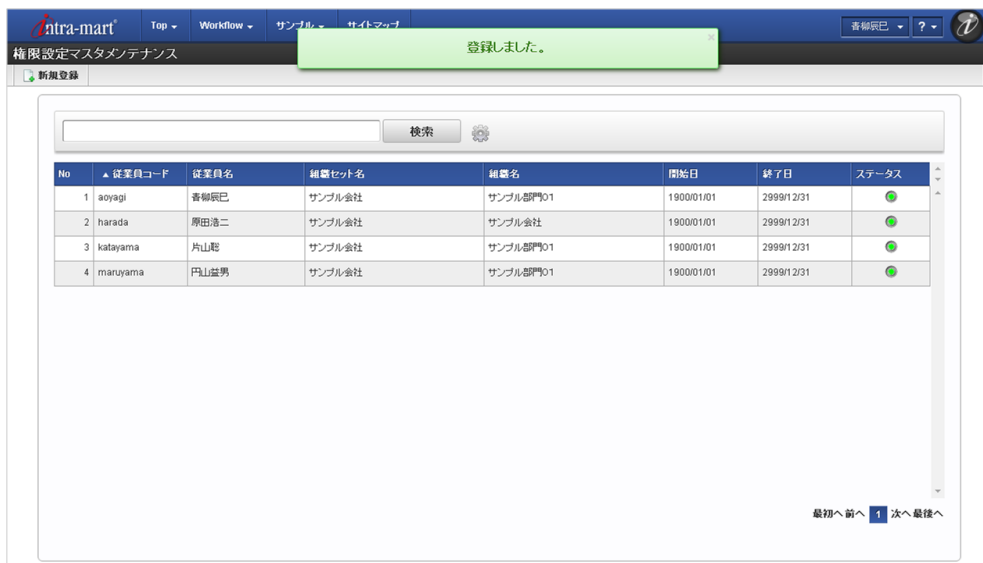 intra-mart Top Workflow サンプル サイトマップ 青柳辰巳 ?
登録しました。 ×
権限設定マスタメンテナンス
新規登録
検索
No ▲従業員コード 従業員名 組織セット名 組織名 開始日 終了日 ステータス
1 aoyagi 青柳辰巳 サンプル会社 サンプル部門01 1900/01/01 2999/12/31
2 harada 原田浩二 サンプル会社 サンプル会社 1900/01/01 2999/12/31
3 katayama 片山聡 サンプル会社 サンプル部門01 1900/01/01 2999/12/31
4 maruyama 円山益男 サンプル会社 サンプル部門01 1900/01/01 2999/12/31
最初へ 前へ 1 次へ 最後へ